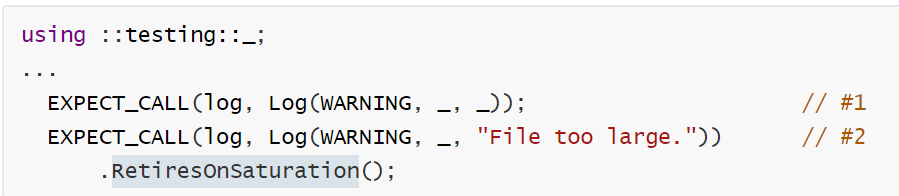 using ::testing::_;
...
EXPECT_CALL(log, Log(WARNING, _, _)); // #1
EXPECT_CALL(log, Log(WARNING, _, "File too large.")) // #2
.RetiresOnSaturation();